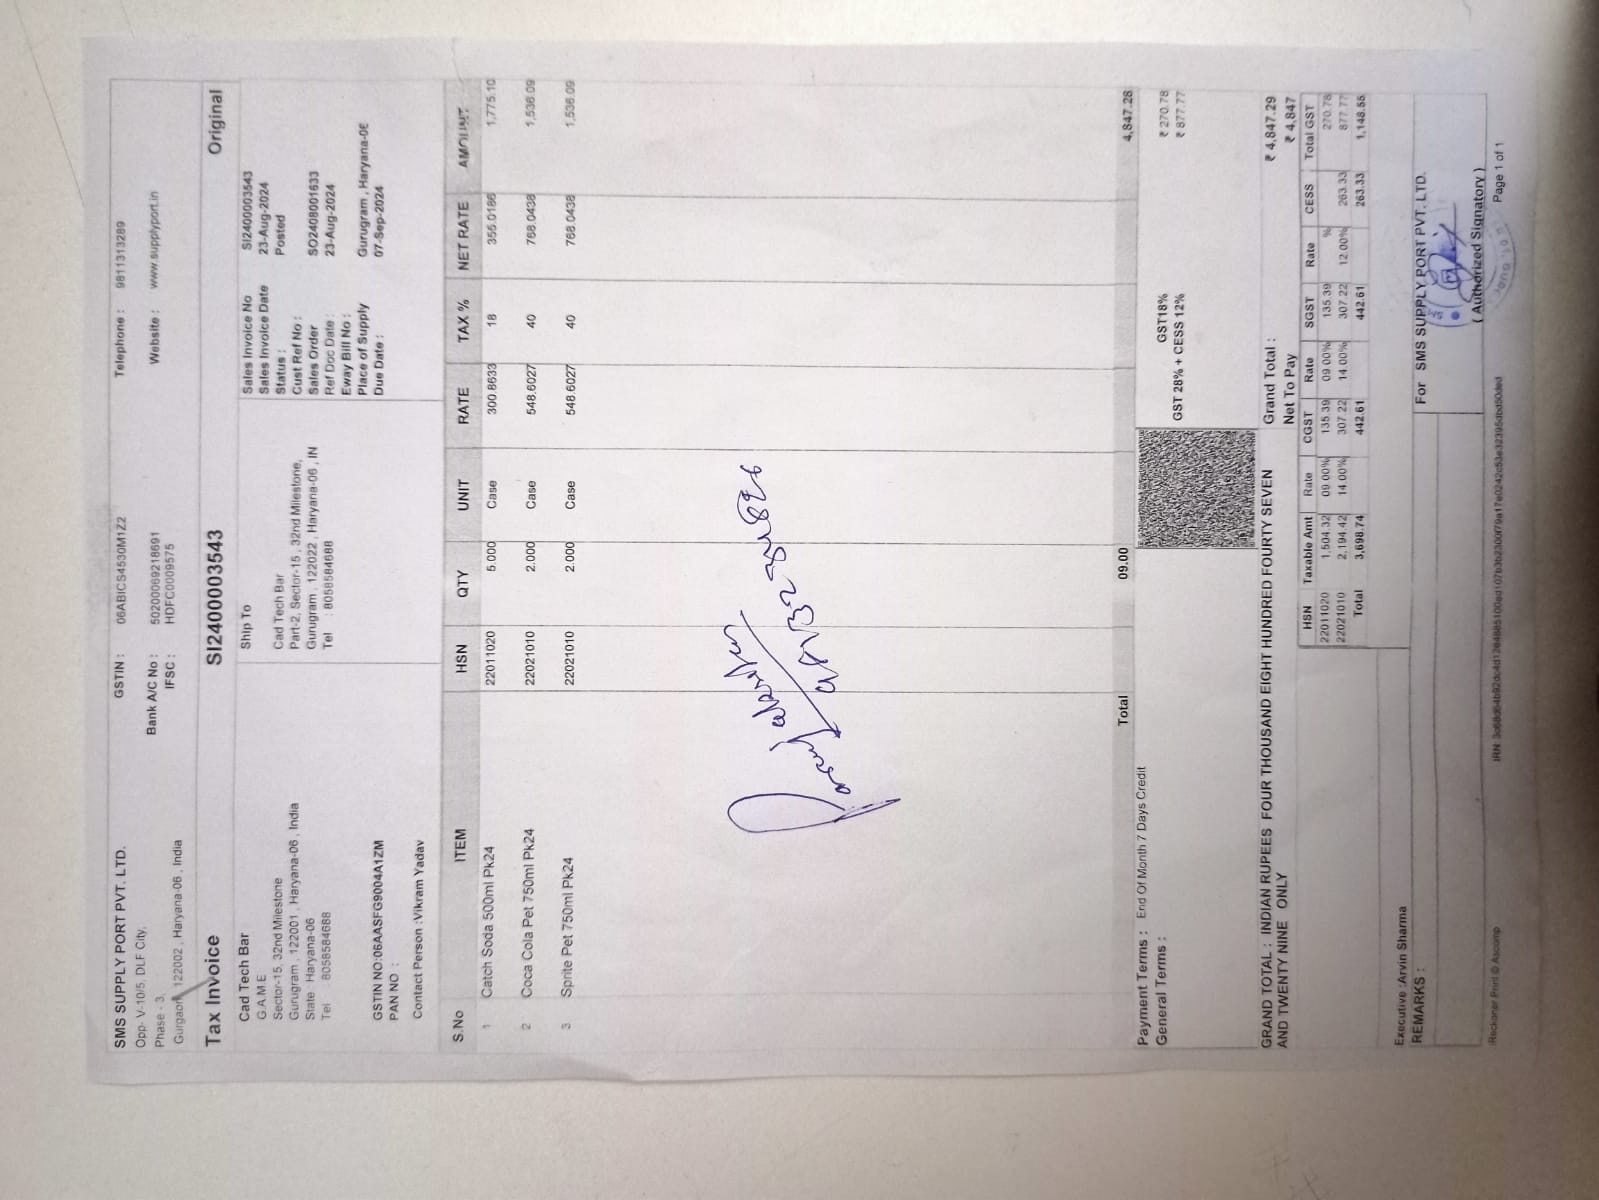 SMS SUPPLY PORT PVT. LTD. GSTIN : 06ABICS4530M1Z2 Telephone : 9811313289
Opp- V-10/5, DLF City,
Phase - 3, Bank A/C No : 50200069218691 Website : www.supplyport.in
Gurgaon, 122002 , Haryana-06 , India IFSC : HDFC0009575
Tax Invoice SI2400003543 Original
Cad Tech Bar
G A M E
Sector-15, 32nd Milestone
Gurugram , 122001 , Haryana-06 , India
State : Haryana-06
Tel : 8058584688
GSTIN NO:06AASFG9004A1ZM
PAN NO :
Contact Person :Vikram Yadav
Ship To
Cad Tech Bar
Part-2, Sector-15 , 32nd Milestone,
Gurugram , 122022 , Haryana-06 , IN
Tel : 8058584688
Sales Invoice No SI2400003543
Sales Invoice Date 23-Aug-2024
Status : Posted
Cust Ref No :
Sales Order SO2408001633
Ref Doc Date : 23-Aug-2024
Eway Bill No :
Place of Supply Gurugram , Haryana-06
Due Date : 07-Sep-2024
S.No ITEM HSN QTY UNIT RATE TAX % NET RATE AMOUNT
1 Catch Soda 500ml Pk24 22011020 5.000 Case 300.8633 18 355.0186 1,775.10
2 Coca Cola Pet 750ml Pk24 22021010 2.000 Case 548.6027 40 768.0438 1,536.09
3 Sprite Pet 750ml Pk24 22021010 2.000 Case 548.6027 40 768.0438 1,536.09
Total 09.00 4,847.28
Payment Terms : End Of Month 7 Days Credit
General Terms :
GST18% ₹ 270.78
GST 28% + CESS 12% ₹ 877.77
GRAND TOTAL : INDIAN RUPEES FOUR THOUSAND EIGHT HUNDRED FOURTY SEVEN
AND TWENTY NINE ONLY
Grand Total : ₹ 4,847.29
Net To Pay ₹ 4,847
HSN Taxable Amt Rate CGST Rate SGST Rate CESS Total GST
22011020 1,504.32 09.00% 135.39 09.00% 135.39 % 270.78
22021010 2,194.42 14.00% 307.22 14.00% 307.22 12.00% 263.33 877.77
Total 3,698.74 442.61 442.61 263.33 1,148.55
Executive :Arvin Sharma
REMARKS :
For SMS SUPPLY PORT PVT. LTD.
( Authorized Signatory )
Reckoner Print © Ascomp
IRN:
Page 1 of 1